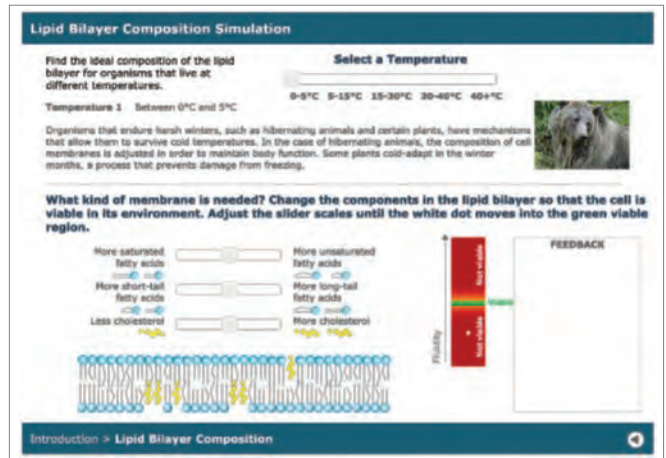 Lipid Bilayer Composition Simulation
Find the ideal composition of the lipid
bilayer for organisms that live at
different temperatures.
Temperature 1 Between 0°C and 5°C
Select a Temperature
0-5°C 5-15°C 15-30°C 30-40°C 40+°C
Organisms that endure harsh winters, such as hibernating animals and certain plants, have mechanisms
that allow them to survive cold temperatures. In the case of hibernating animals, the composition of cell
membranes is adjusted in order to maintain body function. Some plants cold-adapt in the winter
months, a process that prevents damage from freezing.
What kind of membrane is needed? Change the components in the lipid bilayer so that the cell is
viable in its environment. Adjust the slider scales until the white dot moves into the green viable
region.
More saturated
fatty acids
More unsaturated
fatty acids
More short-tail
fatty acids
More long-tail
fatty acids
Less cholesterol
More cholesterol
Fluidity
Not viable
Viable
Not viable
FEEDBACK
Introduction > Lipid Bilayer Composition